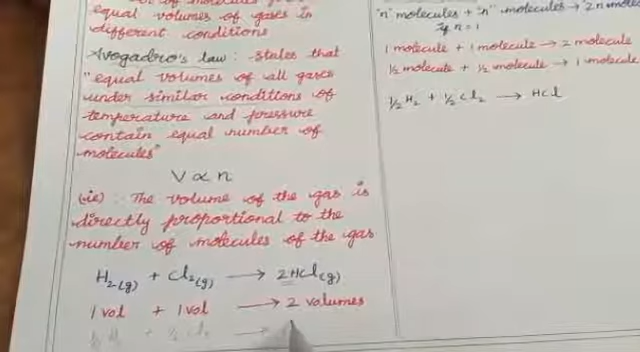 equal volumes of gases in
different conditions
Avogadro's law : states that
"equal volumes of all gases
under similar conditions of
temperature and pressure
contain equal number of
molecules"
V ∝ n
(ie) : The volume of the gas is
directly proportional to the
number of molecules of the gas
H₂(g) + Cl₂(g) → 2HCl(g)
1 vol + 1 vol → 2 volumes
"n" molecules + "n" molecules → 2n
if n = 1
1 molecule + 1 molecule → 2 molecule
½ molecule + ½ molecule → 1 molecule
½ H₂ + ½ Cl₂ → HCl